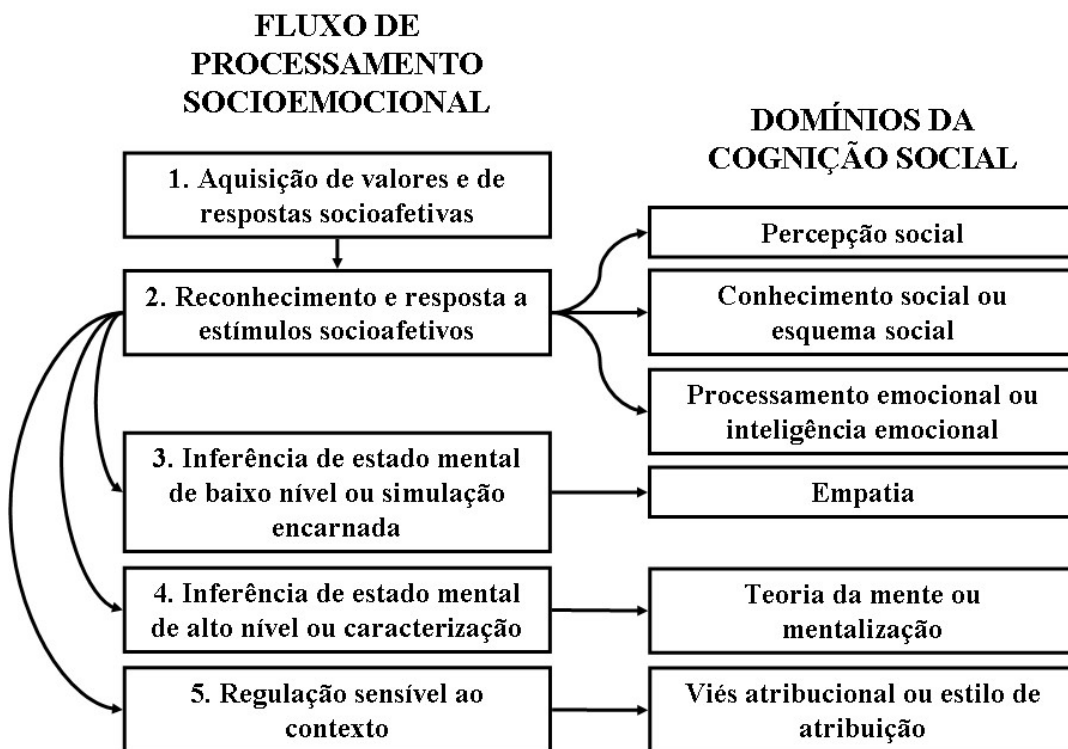 FLUXO DE
PROCESSAMENTO
SOCIOEMOCIONAL
1. Aquisição de valores e de
respostas socioafetivas
2. Reconhecimento e resposta a
estímulos socioafetivos
3. Inferência de estado mental
de baixo nível ou simulação
encarnada
4. Inferência de estado mental
de alto nível ou caracterização
5. Regulação sensível ao
contexto
DOMÍNIOS DA
COGNIÇÃO SOCIAL
Percepção social
Conhecimento social ou
esquema social
Processamento emocional ou
inteligência emocional
Empatia
Teoria da mente ou
mentalização
Viés atribucional ou estilo de
atribuição